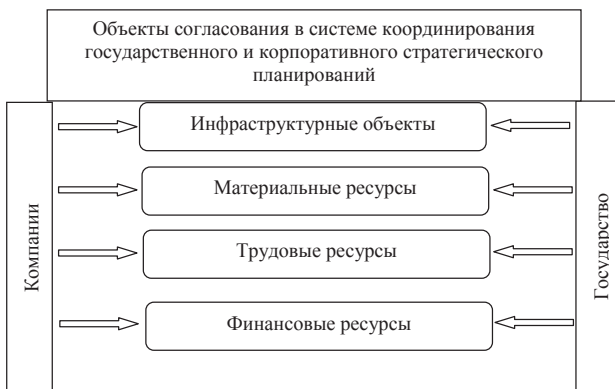 Объекты согласования в системе координирования
государственного и корпоративного стратегического
планирований
Компании
Инфраструктурные объекты
Материальные ресурсы
Трудовые ресурсы
Финансовые ресурсы
Государство